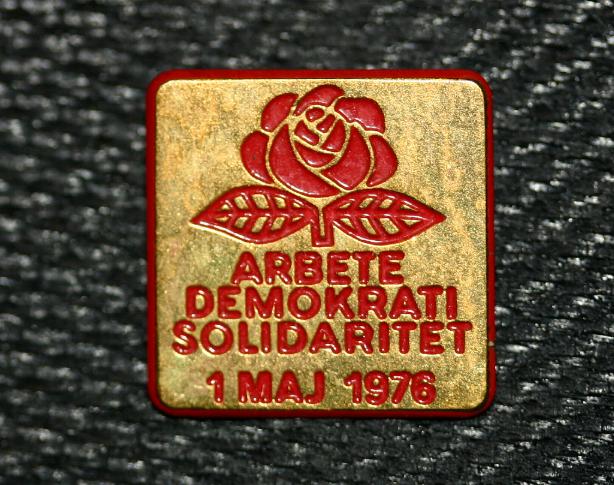 ARBETE
DEMOKRATI
SOLIDARITET
1 MAJ 1976